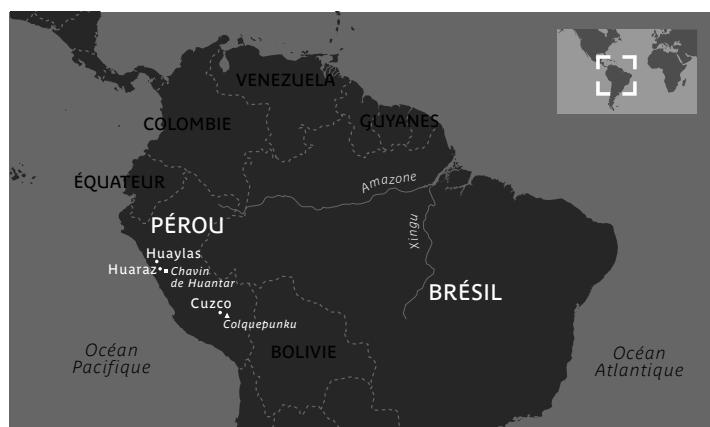 VENEZUELA
COLOMBIE
GUYANES
ÉQUATEUR
Amazone
PÉROU
Xingu
Huaylas
Huaraz
Chavin
de Huantar
BRÉSIL
Cuzco
Colquepunku
BOLIVIE
Océan
Pacifique
Océan
Atlantique